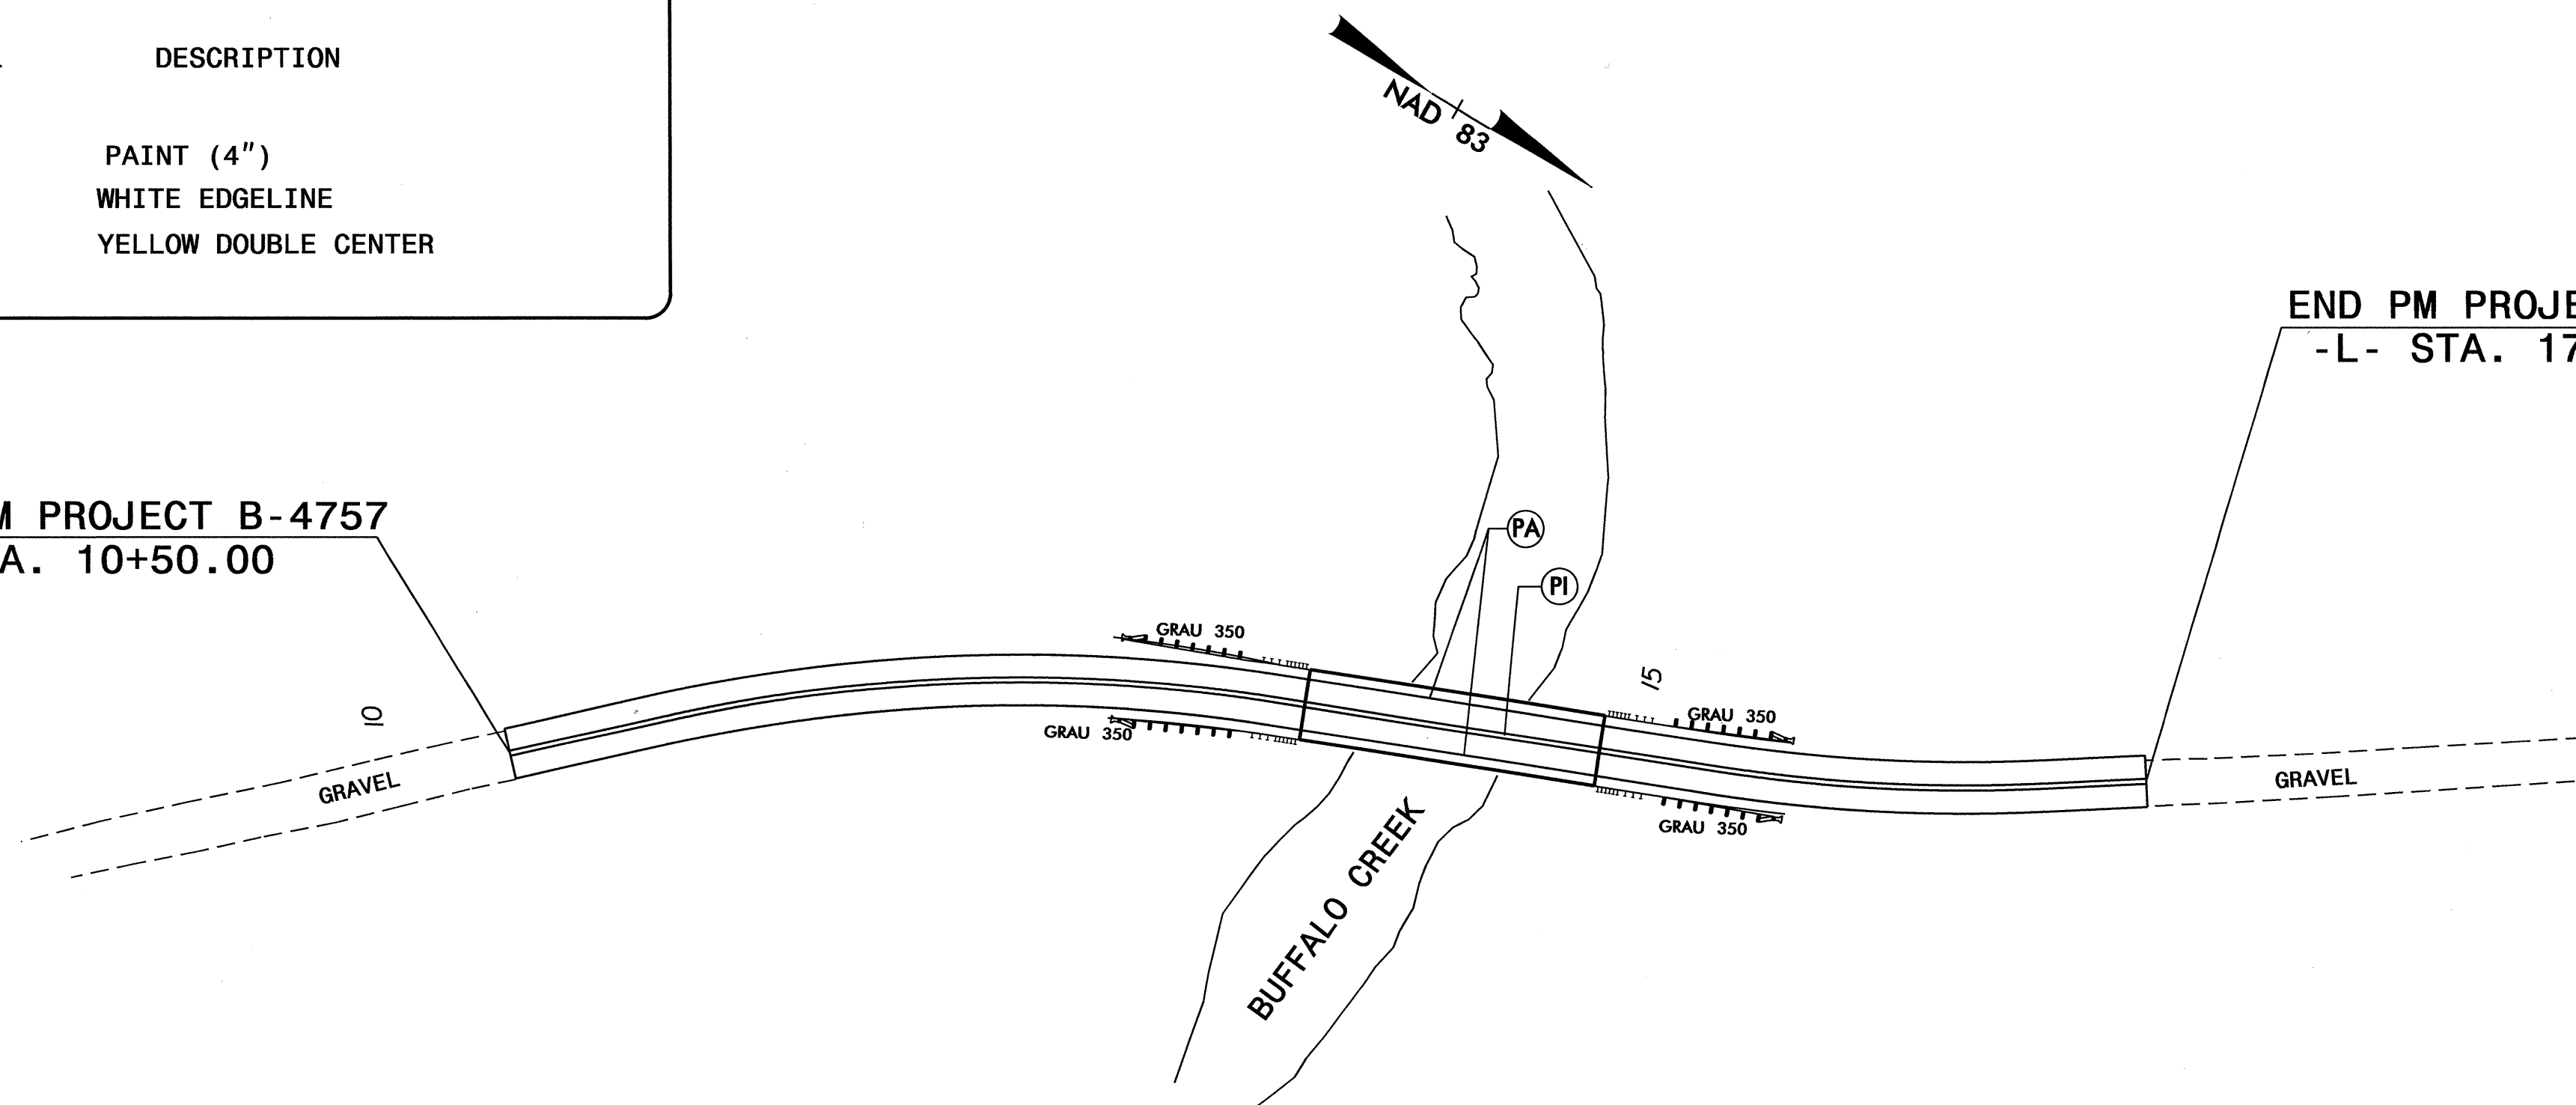 DESCRIPTION
PAINT (4")
WHITE EDGELINE
YELLOW DOUBLE CENTER
NAD 83
END PM PROJE
-L- STA. 17
M PROJECT B-4757
A. 10+50.00
PA
PI
GRAU 350
15
10
GRAU 350
GRAU 350
GRAVEL
GRAVEL
GRAU 350
BUFFALO CREEK